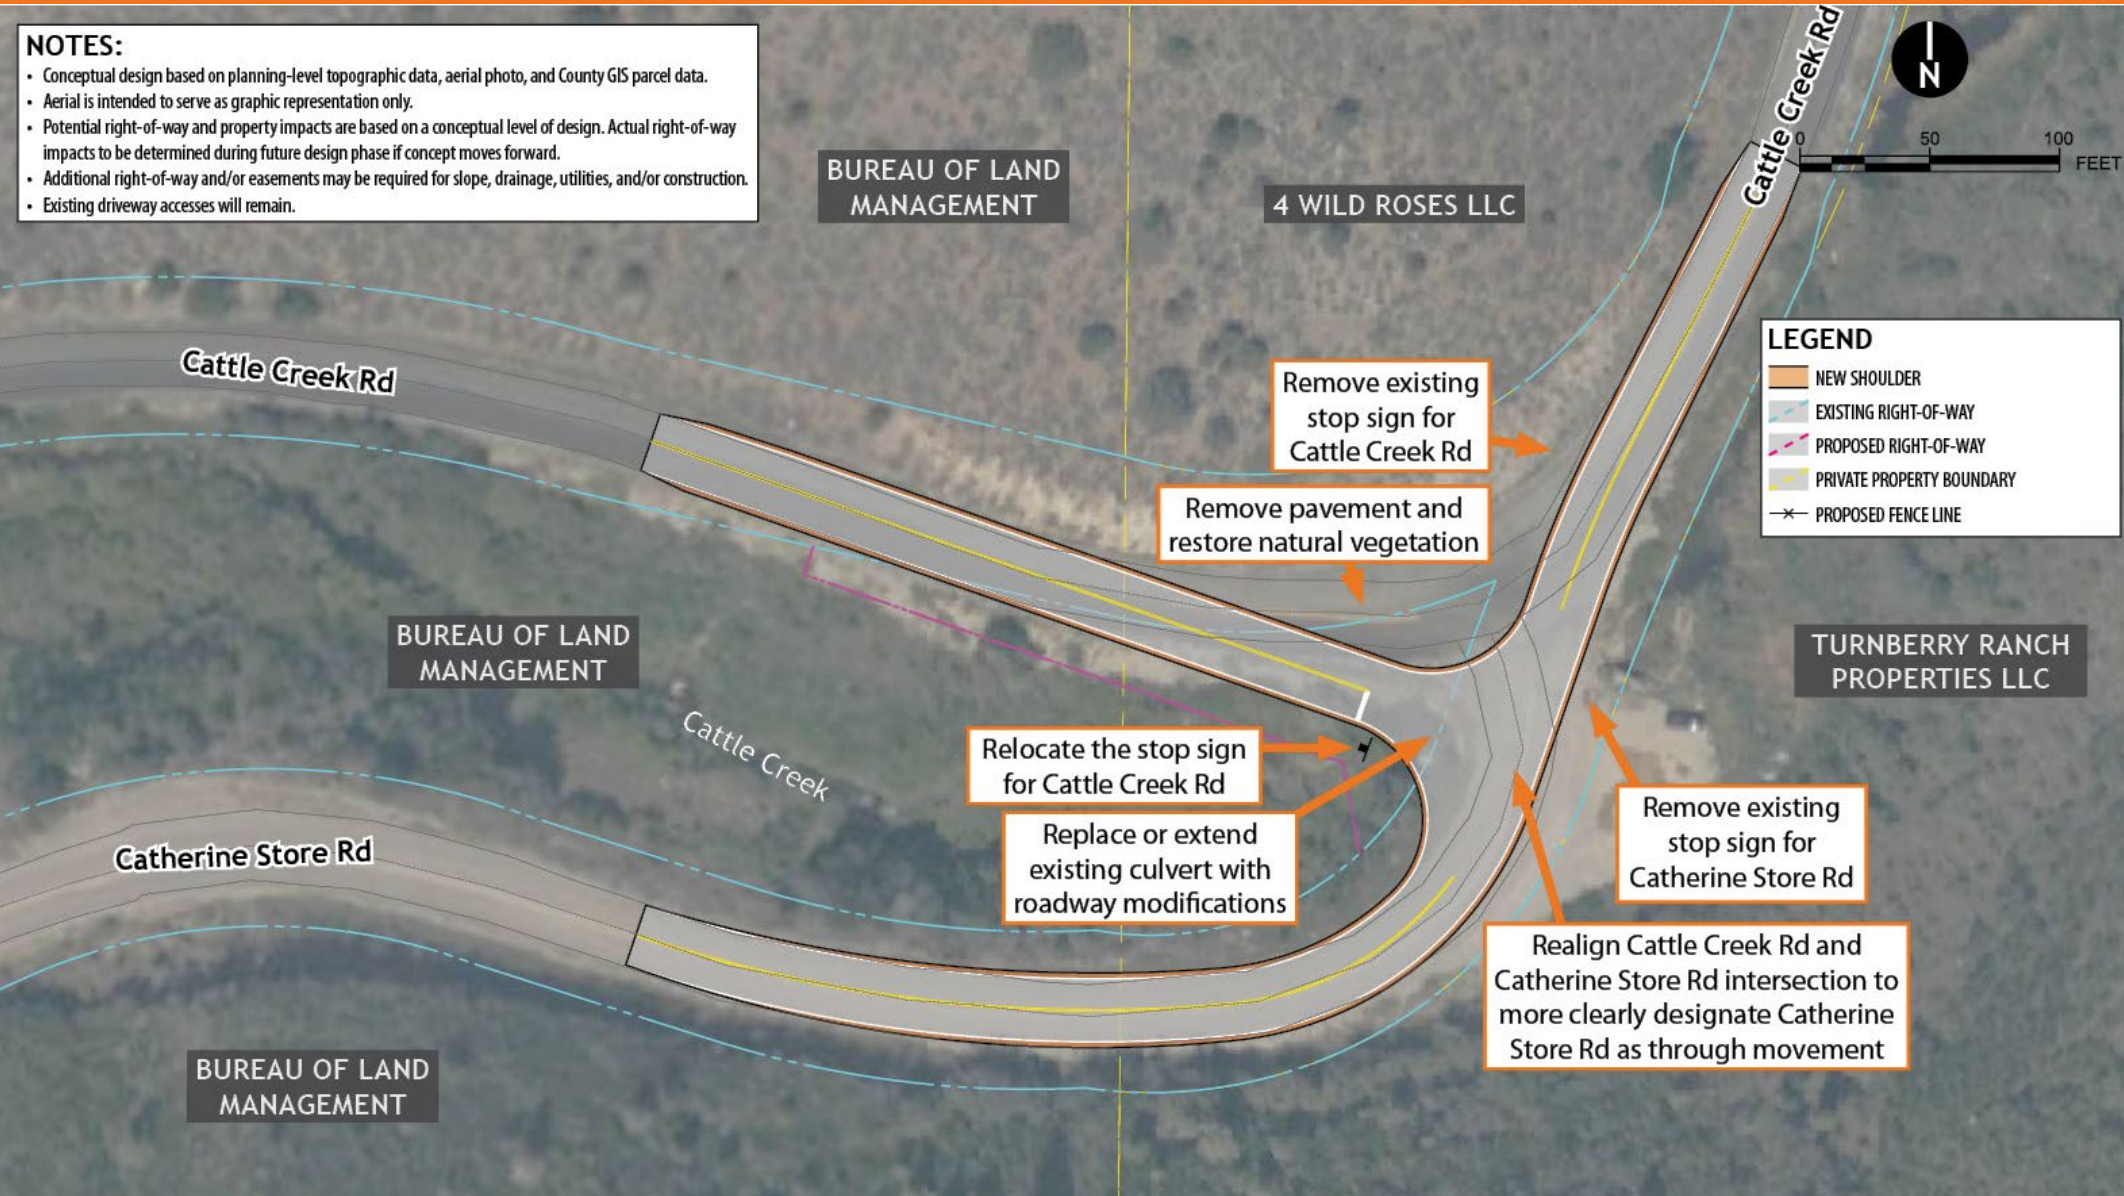 NOTES:
• Conceptual design based on planning-level topographic data, aerial photo, and County GIS parcel data.
• Aerial is intended to serve as graphic representation only.
• Potential right-of-way and property impacts are based on a conceptual level of design. Actual right-of-way
impacts to be determined during future design phase if concept moves forward.
• Additional right-of-way and/or easements may be required for slope, drainage, utilities, and/or construction.
• Existing driveway accesses will remain.
Cattle Creek Rd
N
0 50 100
FEET
BUREAU OF LAND
MANAGEMENT
4 WILD ROSES LLC
LEGEND
NEW SHOULDER
EXISTING RIGHT-OF-WAY
PROPOSED RIGHT-OF-WAY
PRIVATE PROPERTY BOUNDARY
PROPOSED FENCE LINE
Cattle Creek Rd
Cattle Creek Rd
Remove existing
stop sign for
Cattle Creek Rd
Remove pavement and
restore natural vegetation
BUREAU OF LAND
MANAGEMENT
TURNBERRY RANCH
PROPERTIES LLC
Cattle Creek
Relocate the stop sign
for Cattle Creek Rd
Replace or extend
existing culvert with
roadway modifications
Remove existing
stop sign for
Catherine Store Rd
Catherine Store Rd
Realign Cattle Creek Rd and
Catherine Store Rd intersection to
more clearly designate Catherine
Store Rd as through movement
BUREAU OF LAND
MANAGEMENT